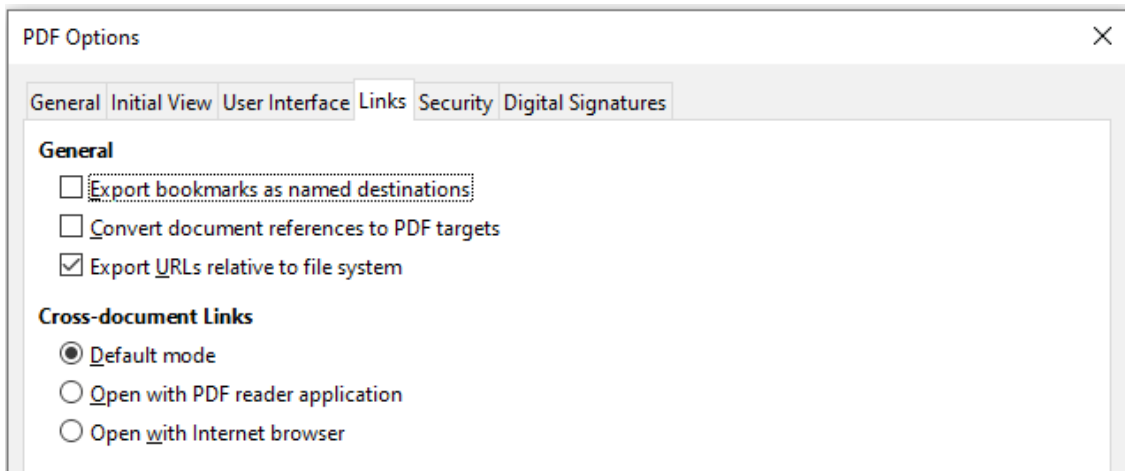 PDF Options
General Initial View User Interface Links Security Digital Signatures
General
Export bookmarks as named destinations
Convert document references to PDF targets
Export URLs relative to file system
Cross-document Links
Default mode
Open with PDF reader application
Open with Internet browser